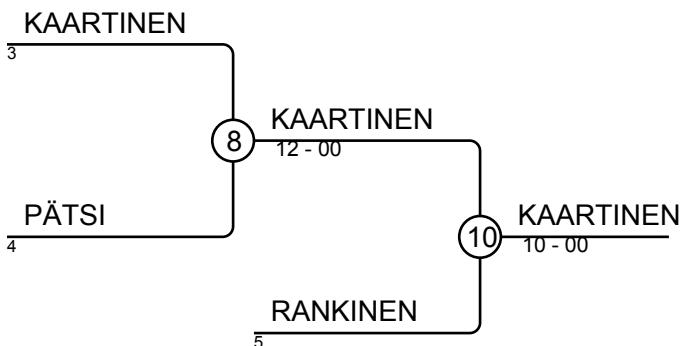 KAARTINEN
3
8
KAARTINEN
12 - 00
PÄTSI
4
10
KAARTINEN
10 - 00
RANKINEN
5